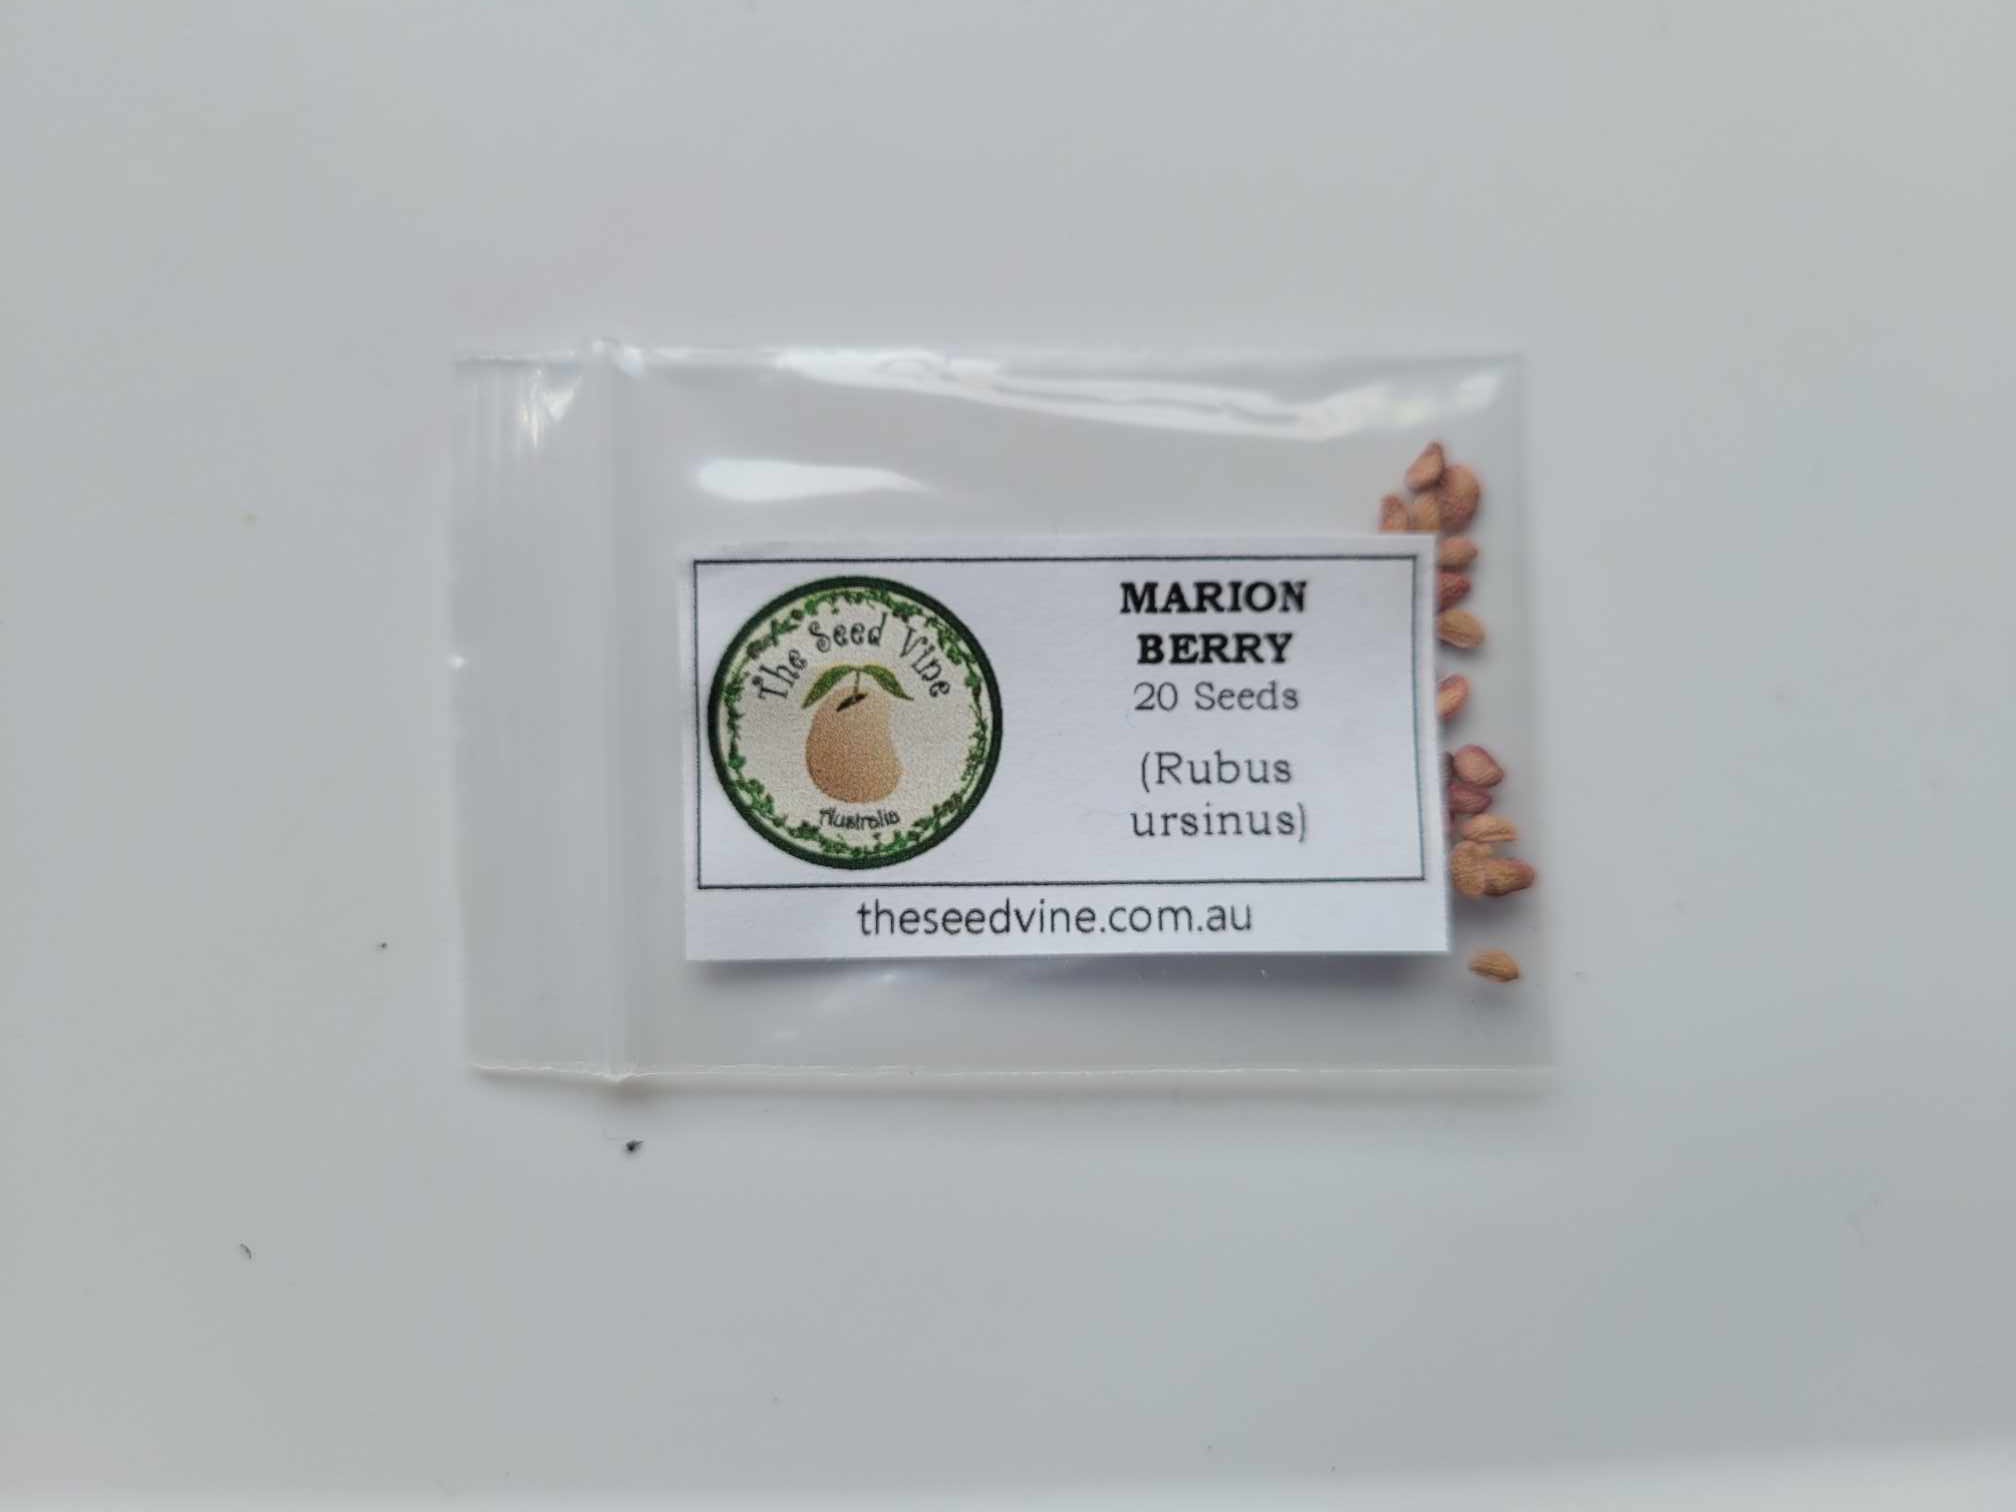 The Seed Vine
Australia
MARION
BERRY
20 Seeds
(Rubus
ursinus)
theseedvine.com.au